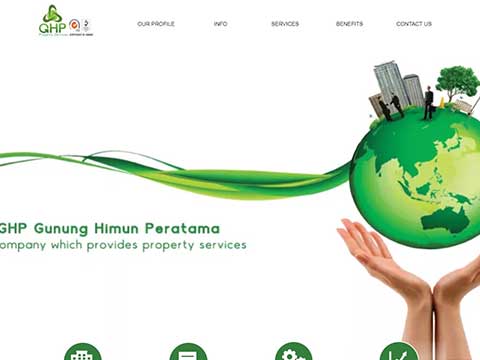 GHP
OUR PROFILE
INFO
SERVICES
BENEFITS
CONTACT US
GHP Gunung Himun Peratama
ompany which provides property services